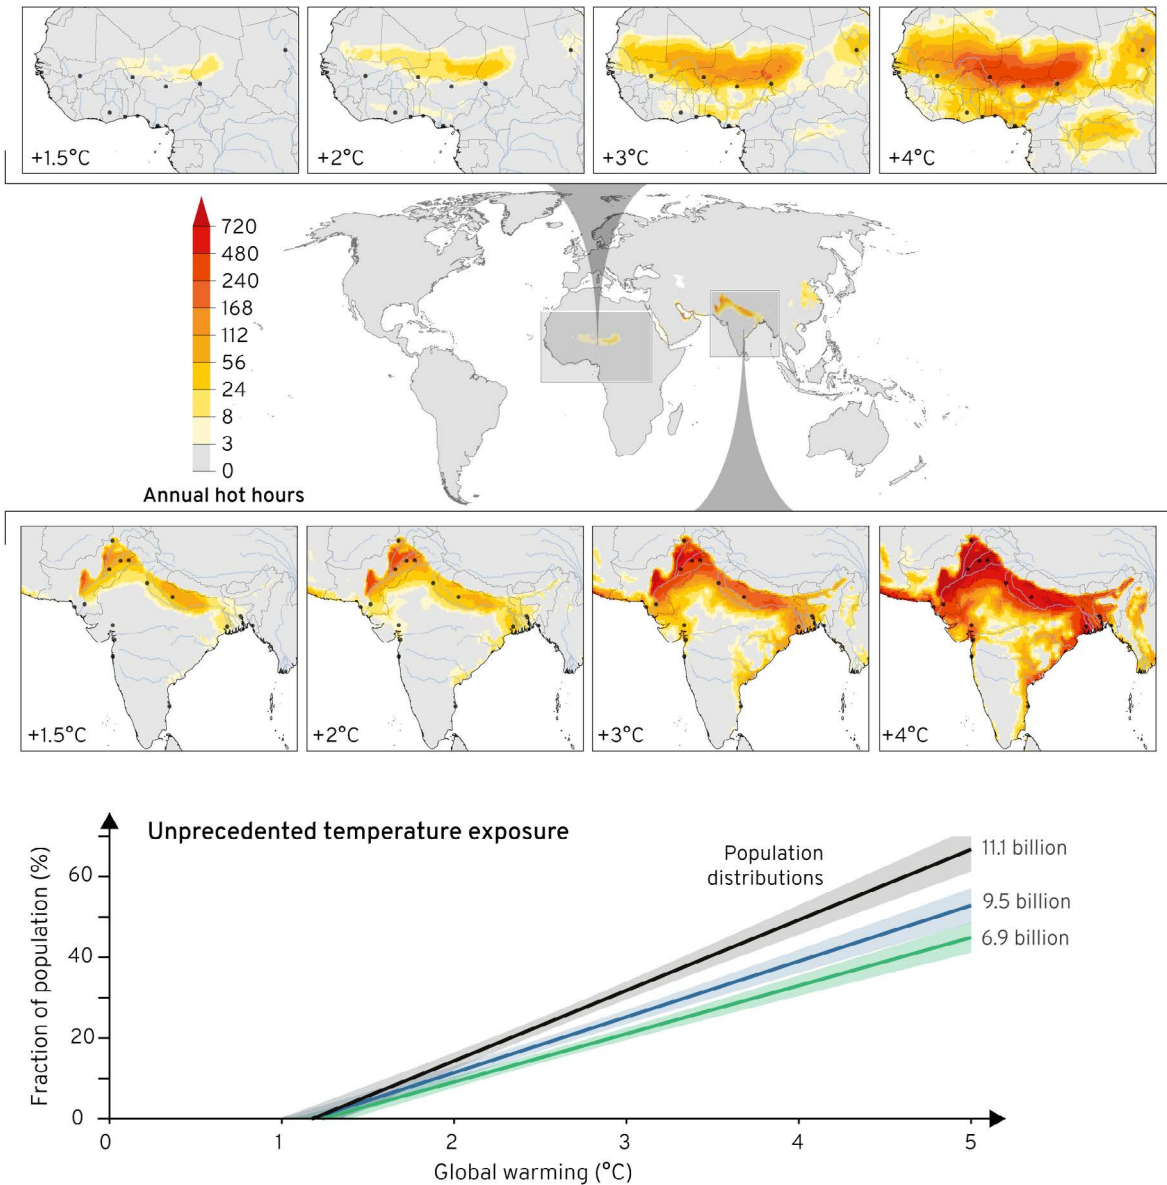 +1.5°C
+2°C
+3°C
+4°C
720
480
240
168
112
56
24
8
3
0
Annual hot hours
+1.5°C
+2°C
+3°C
+4°C
Unprecedented temperature exposure
Population
distributions
11.1 billion
9.5 billion
6.9 billion
Fraction of population (%)
60
40
20
0
0
1
2
3
4
5
Global warming (°C)